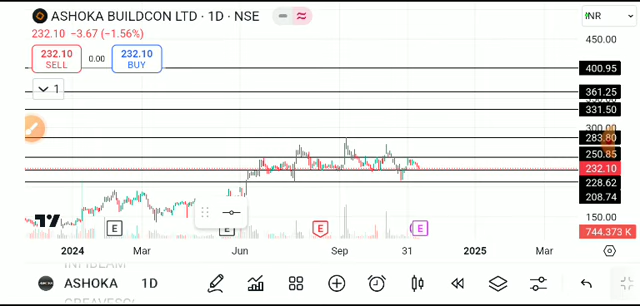 ASHOKA BUILDCON LTD · 1D · NSE
INR
232.10 −3.67 (−1.56%)
450.00
232.10
SELL
0.00
232.10
BUY
400.95
1
361.25
331.50
300.00
283.80
250.85
232.10
228.62
208.74
150.00
744.373 K
E
E
E
E
2024
Mar
Jun
Sep
31
2025
Mar
ASHOKA 1D